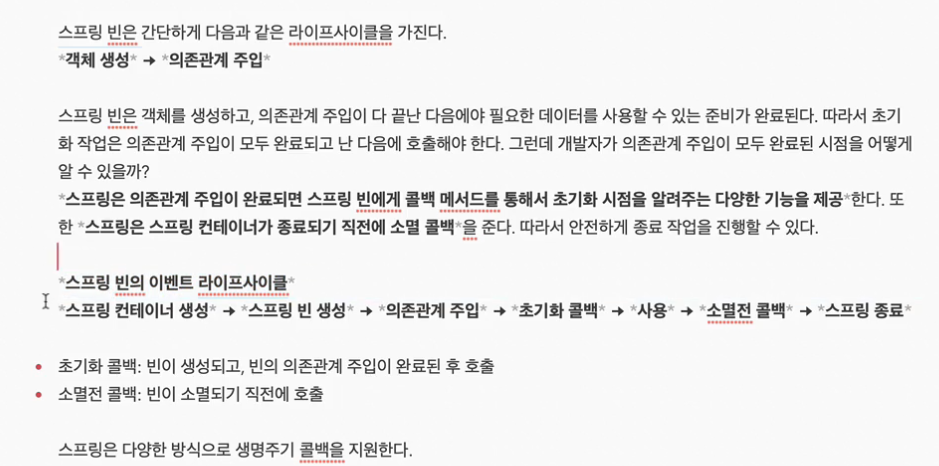 스프링 빈은 간단하게 다음과 같은 라이프사이클을 가진다.
*객체 생성* → *의존관계 주입*
스프링 빈은 객체를 생성하고, 의존관계 주입이 다 끝난 다음에야 필요한 데이터를 사용할 수 있는 준비가 완료된다. 따라서 초기
화 작업은 의존관계 주입이 모두 완료되고 난 다음에 호출해야 한다. 그런데 개발자가 의존관계 주입이 모두 완료된 시점을 어떻게
알 수 있을까?
*스프링은 의존관계 주입이 완료되면 스프링 빈에게 콜백 메서드를 통해서 초기화 시점을 알려주는 다양한 기능을 제공*한다. 또
한 *스프링은 스프링 컨테이너가 종료되기 직전에 소멸 콜백*을 준다. 따라서 안전하게 종료 작업을 진행할 수 있다.
*스프링 빈의 이벤트 라이프사이클*
*스프링 컨테이너 생성* → *스프링 빈 생성* → *의존관계 주입* → *초기화 콜백* → *사용* → *소멸전 콜백* → *스프링 종료*
• 초기화 콜백: 빈이 생성되고, 빈의 의존관계 주입이 완료된 후 호출
• 소멸전 콜백: 빈이 소멸되기 직전에 호출
스프링은 다양한 방식으로 생명주기 콜백을 지원한다.